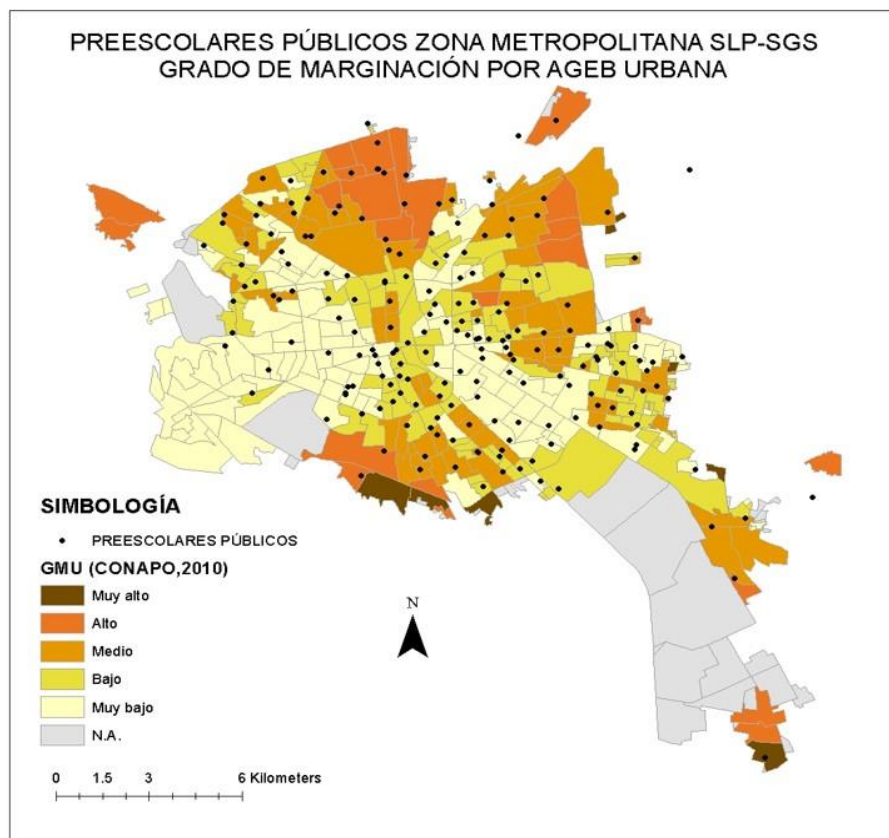 PREESCOLARES PÚBLICOS ZONA METROPOLITANA SLP-SGS
GRADO DE MARGINACIÓN POR AGEB URBANA
SIMBOLOGÍA
PREESCOLARES PÚBLICOS
GMU (CONAPO,2010)
Muy alto
Alto
Medio
Bajo
Muy bajo
N.A.
N
0 1.5 3 6 Kilometers